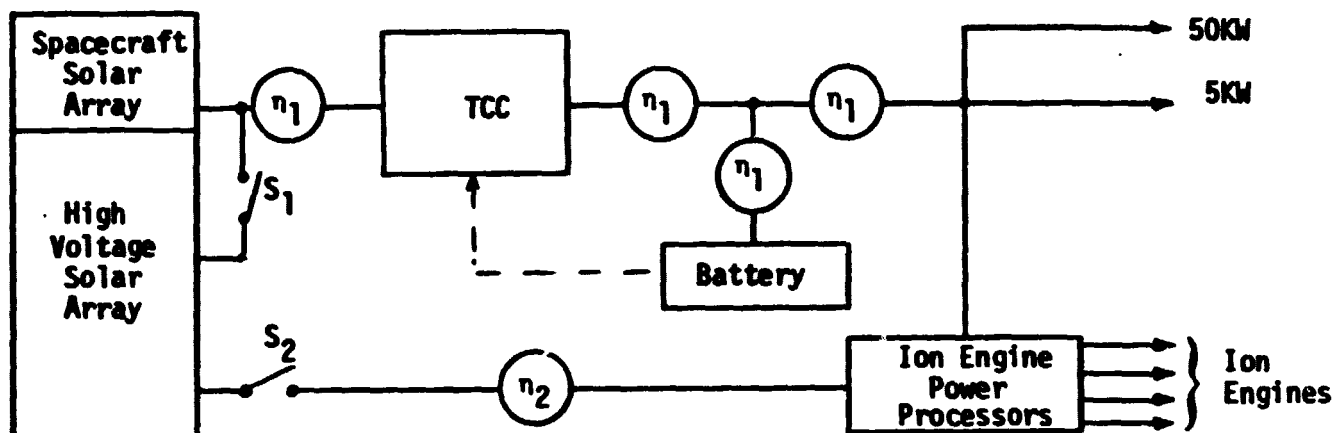 Spacecraft
Solar
Array
High
Voltage
Solar
Array
η1
S1
TCC
η1
η1
η1
Battery
50KW
5KW
S2
η2
Ion Engine
Power
Processors
Ion
Engines